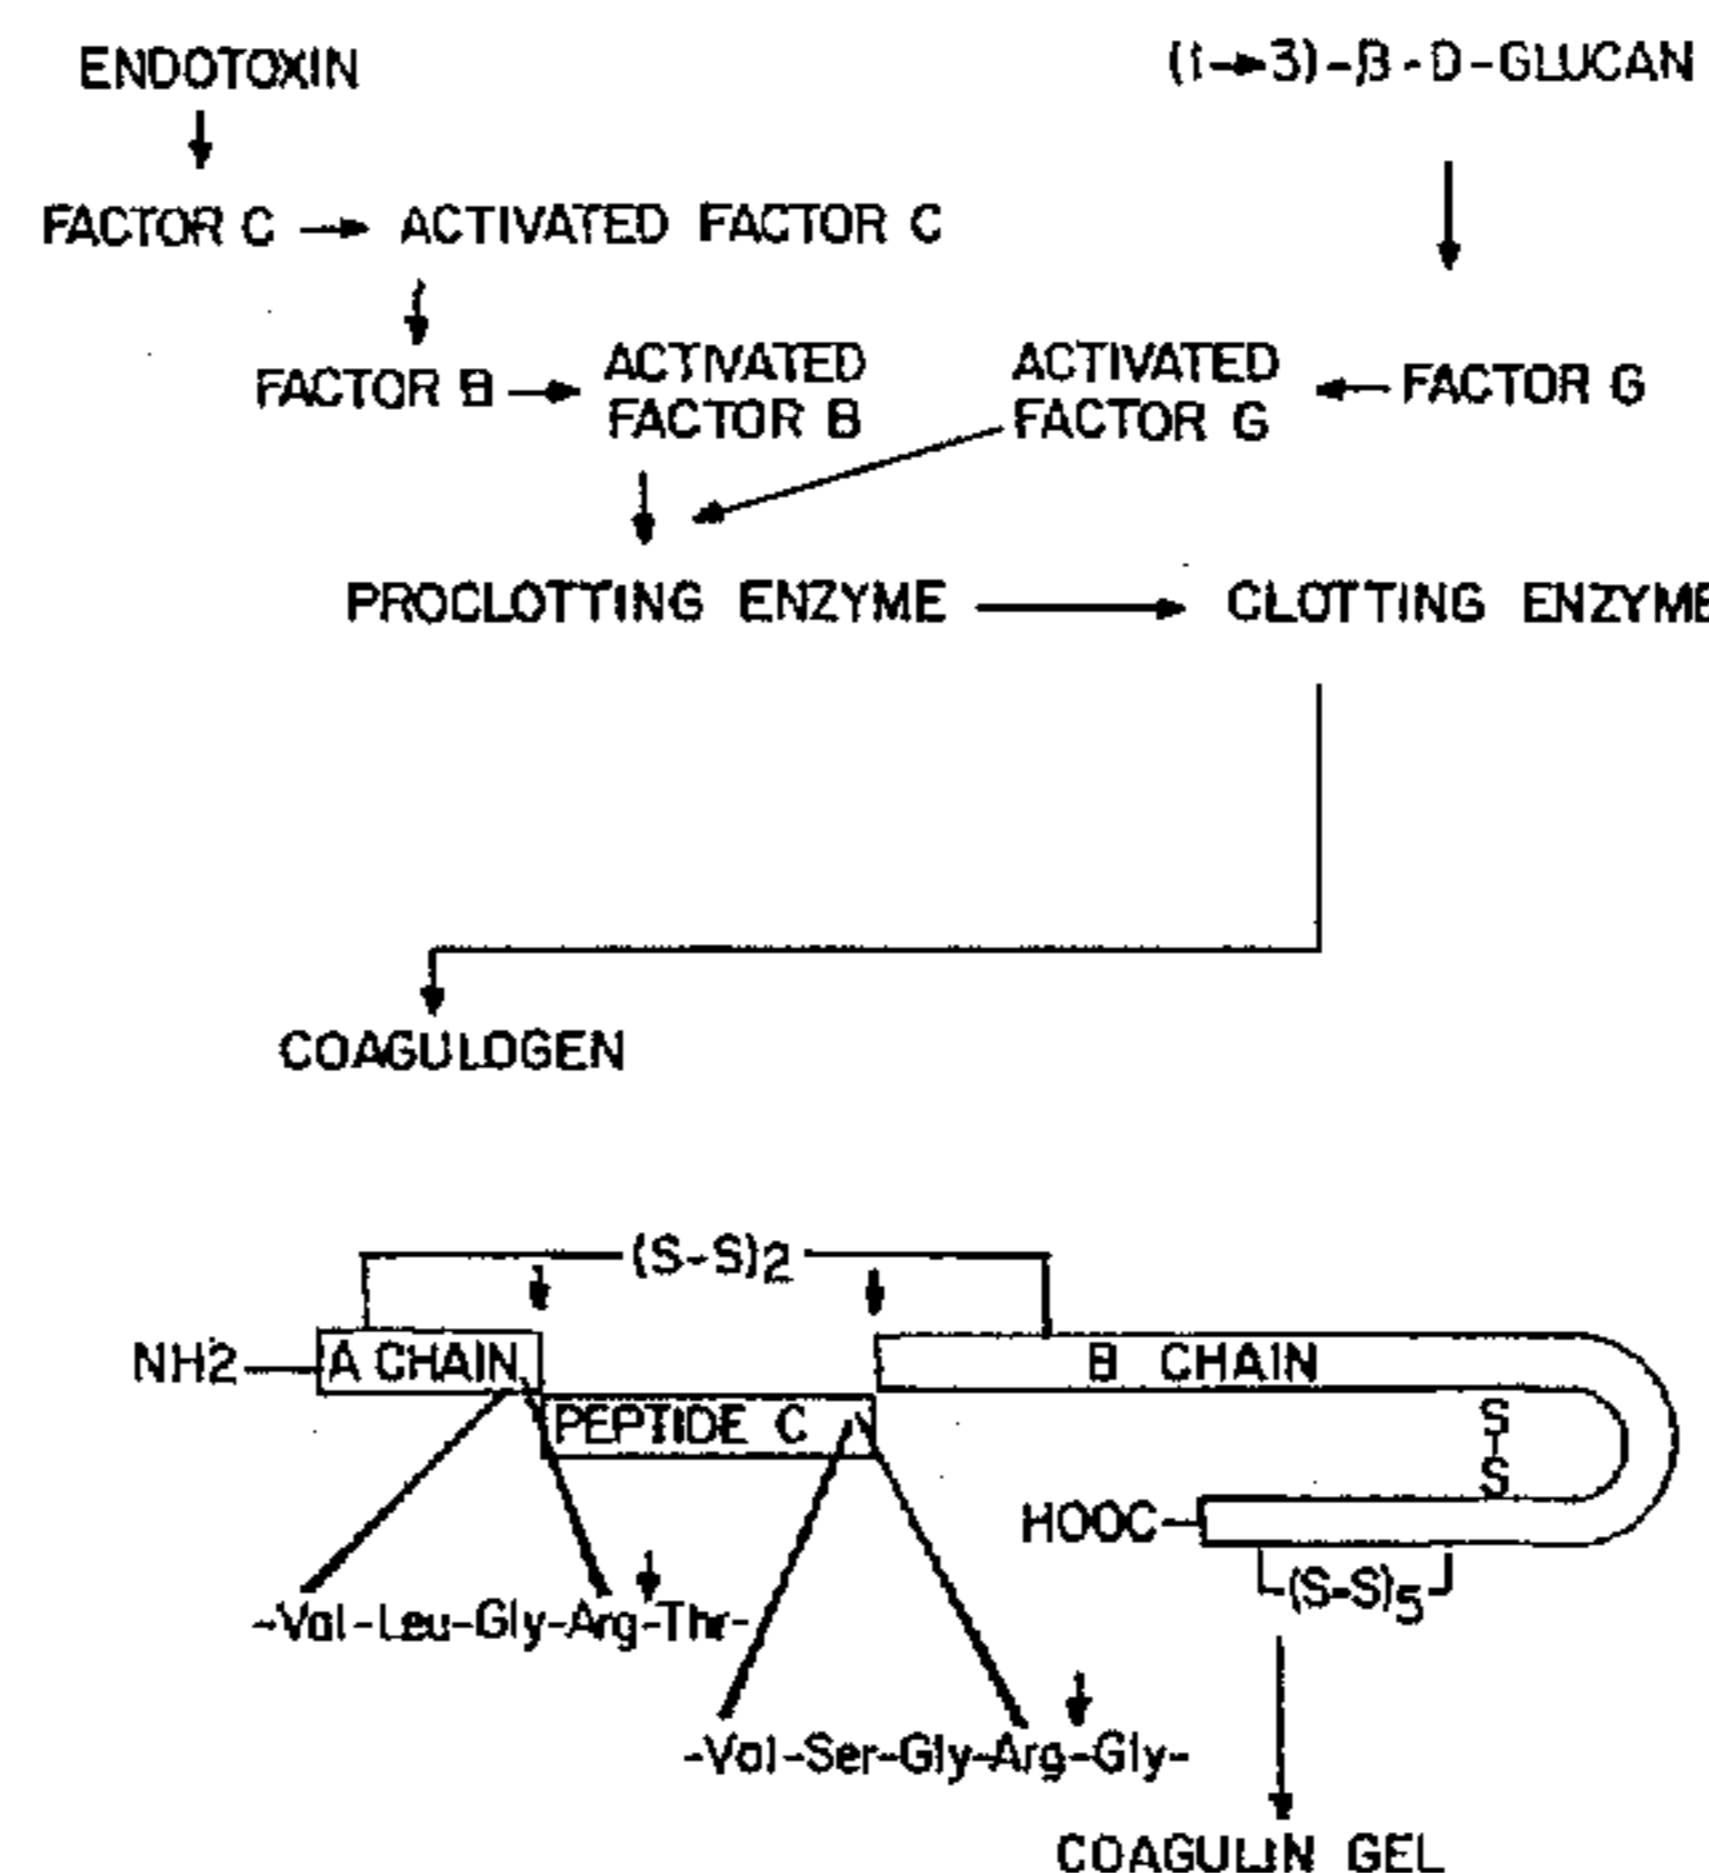 ENDOTOXIN
(1→3)-β-D-GLUCAN
FACTOR C → ACTIVATED FACTOR C
FACTOR B → ACTIVATED FACTOR B
ACTIVATED FACTOR G ← FACTOR G
PROCLOTTING ENZYME → CLOTTING ENZYME
COAGULOGEN
(S-S)2
NH2
A CHAIN
B CHAIN
PEPTIDE C
S
S
HOOC
(S-S)5
-Val-Leu-Gly-Arg-Thr-
-Val-Ser-Gly-Arg-Gly-
COAGULIN GEL